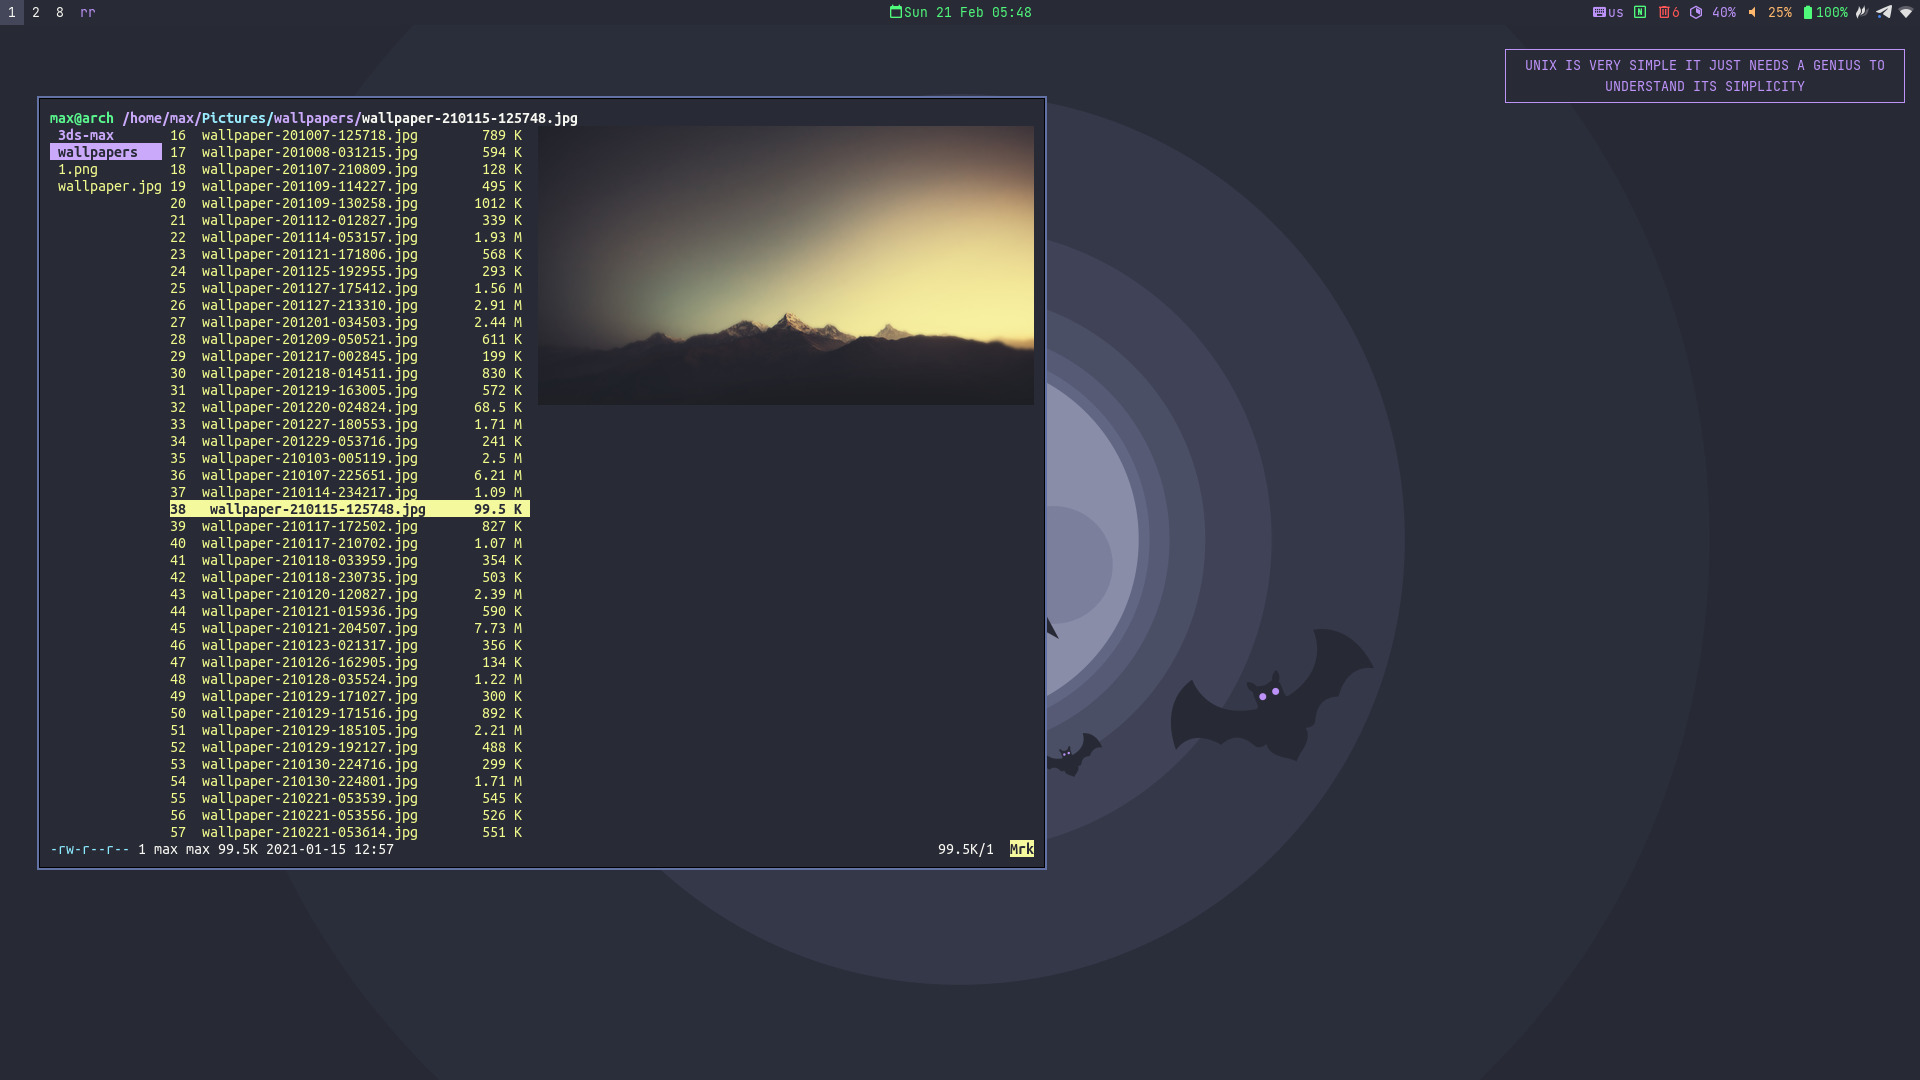 1 2 8 rr
Sun 21 Feb 05:48
us N 6 40% 25% 100%
UNIX IS VERY SIMPLE IT JUST NEEDS A GENIUS TO
UNDERSTAND ITS SIMPLICITY
max@arch /home/max/Pictures/wallpapers/wallpaper-210115-125748.jpg
3ds-max 16 wallpaper-201007-125718.jpg 789 K
wallpapers 17 wallpaper-201008-031215.jpg 594 K
1.png 18 wallpaper-201107-210809.jpg 128 K
wallpaper.jpg 19 wallpaper-201109-114227.jpg 495 K
20 wallpaper-201109-130258.jpg 1012 K
21 wallpaper-201112-012827.jpg 339 K
22 wallpaper-201114-053157.jpg 1.93 M
23 wallpaper-201121-171806.jpg 568 K
24 wallpaper-201125-192955.jpg 293 K
25 wallpaper-201127-175412.jpg 1.56 M
26 wallpaper-201127-213310.jpg 2.91 M
27 wallpaper-201201-034503.jpg 2.44 M
28 wallpaper-201209-050521.jpg 611 K
29 wallpaper-201217-002845.jpg 199 K
30 wallpaper-201218-014511.jpg 830 K
31 wallpaper-201219-163005.jpg 572 K
32 wallpaper-201220-024824.jpg 68.5 K
33 wallpaper-201227-180553.jpg 1.71 M
34 wallpaper-201229-053716.jpg 241 K
35 wallpaper-210103-005119.jpg 2.5 M
36 wallpaper-210107-225651.jpg 6.21 M
37 wallpaper-210114-234217.jpg 1.09 M
38 wallpaper-210115-125748.jpg 99.5 K
39 wallpaper-210117-172502.jpg 827 K
40 wallpaper-210117-210702.jpg 1.07 M
41 wallpaper-210118-033959.jpg 354 K
42 wallpaper-210118-230735.jpg 503 K
43 wallpaper-210120-120827.jpg 2.39 M
44 wallpaper-210121-015936.jpg 590 K
45 wallpaper-210121-204507.jpg 7.73 M
46 wallpaper-210123-021317.jpg 356 K
47 wallpaper-210126-162905.jpg 134 K
48 wallpaper-210128-035524.jpg 1.22 M
49 wallpaper-210129-171027.jpg 300 K
50 wallpaper-210129-171516.jpg 892 K
51 wallpaper-210129-185105.jpg 2.21 M
52 wallpaper-210129-192127.jpg 488 K
53 wallpaper-210130-224716.jpg 299 K
54 wallpaper-210130-224801.jpg 1.71 M
55 wallpaper-210221-053539.jpg 545 K
56 wallpaper-210221-053556.jpg 526 K
57 wallpaper-210221-053614.jpg 551 K
-rw-r--r-- 1 max max 99.5K 2021-01-15 12:57 99.5K/1 Mrk